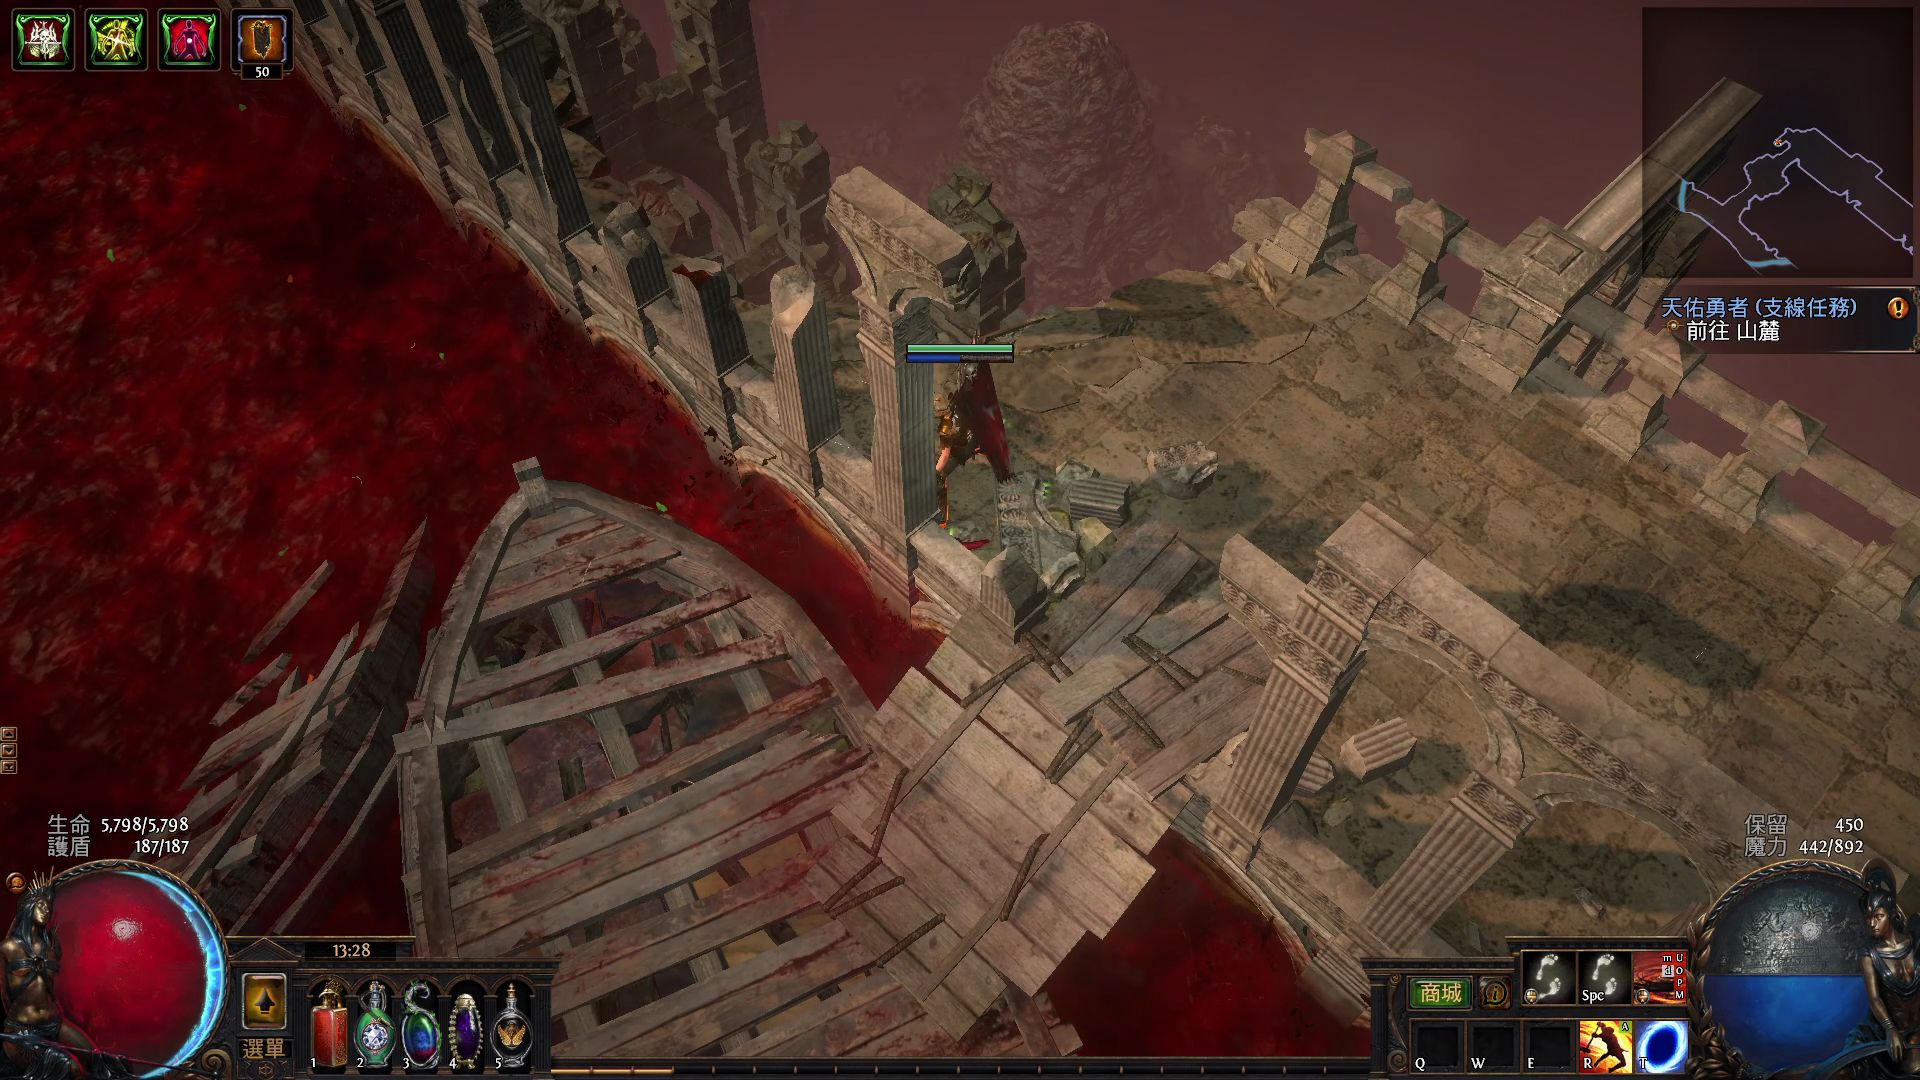 50
天佑勇者 (支線任務)
前往 山麓
生命 5,798/5,798
護盾 187/187
保留 450
魔力 442/892
13:28
選單
1 2 3 4 5
商城
Spc
m U
d O
P
M
Q W E R A T